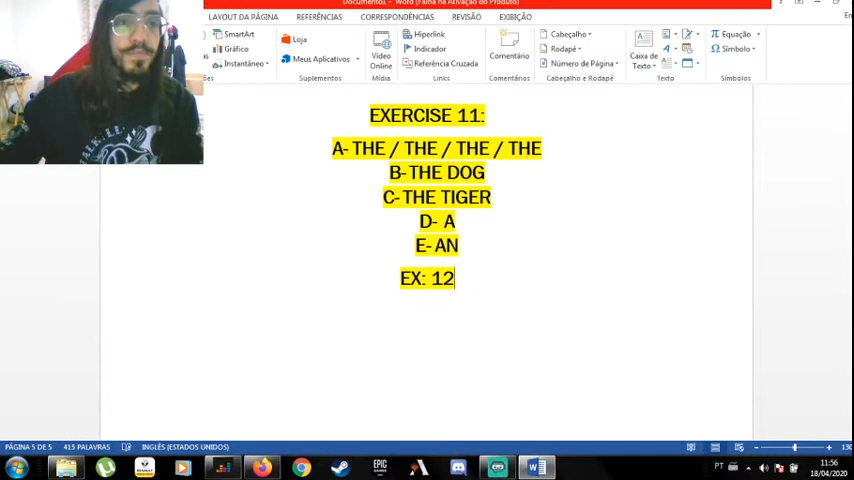 Documento1 - Word (Falha na Ativação do Produto)
LAYOUT DA PÁGINA REFERÊNCIAS CORRESPONDÊNCIAS REVISÃO EXIBIÇÃO
SmartArt
Gráfico
Instantâneo
Loja
Meus Aplicativos
Suplementos
Vídeo
Online
Mídia
Hiperlink
Indicador
Referência Cruzada
Links
Comentário
Comentários
Cabeçalho
Rodapé
Número de Página
Cabeçalho e Rodapé
Caixa de
Texto
Texto
Equação
Símbolo
Símbolos
EXERCISE 11:
A- THE / THE / THE / THE
B- THE DOG
C- THE TIGER
D- A
E- AN
EX: 12
PÁGINA 5 DE 5 415 PALAVRAS INGLÊS (ESTADOS UNIDOS)
EPIC
GAMES
PT
11:56
18/04/2020